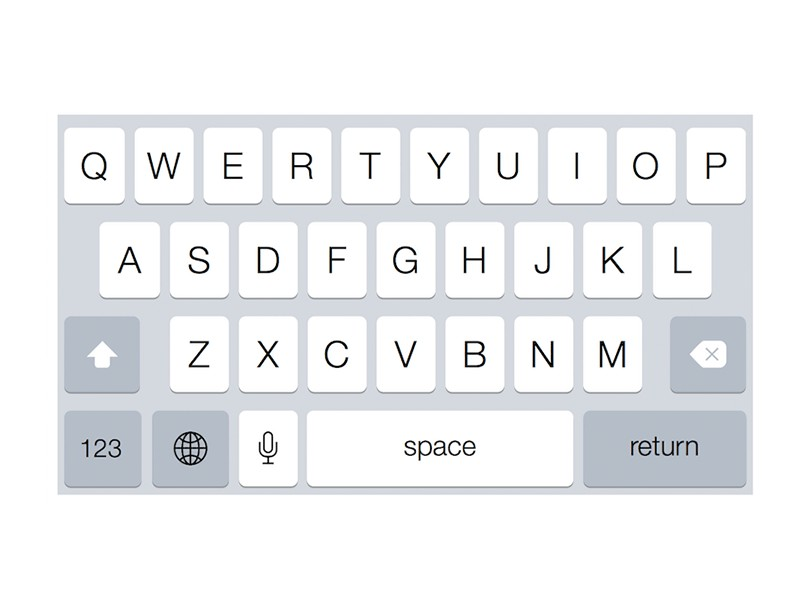 Q W E R T Y U I O P
A S D F G H J K L
Z X C V B N M
123 space return